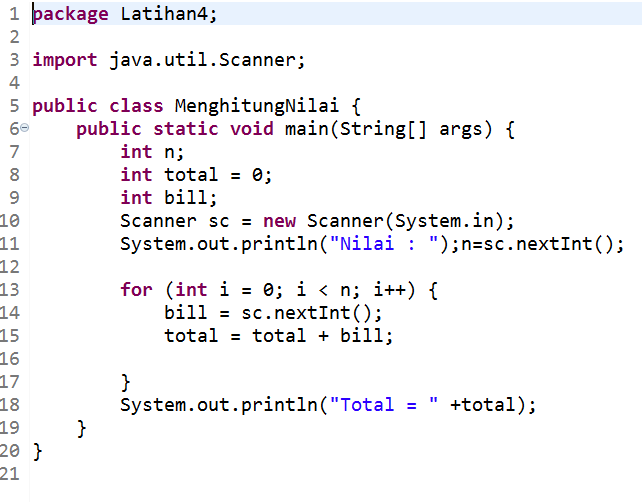 1 package Latihan4;
2
3 import java.util.Scanner;
4
5 public class MenghitungNilai {
6     public static void main(String[] args) {
7         int n;
8         int total = 0;
9         int bill;
10         Scanner sc = new Scanner(System.in);
11         System.out.println("Nilai : ");n=sc.nextInt();
12
13         for (int i = 0; i < n; i++) {
14             bill = sc.nextInt();
15             total = total + bill;
16
17         }
18         System.out.println("Total = " +total);
19     }
20 }
21